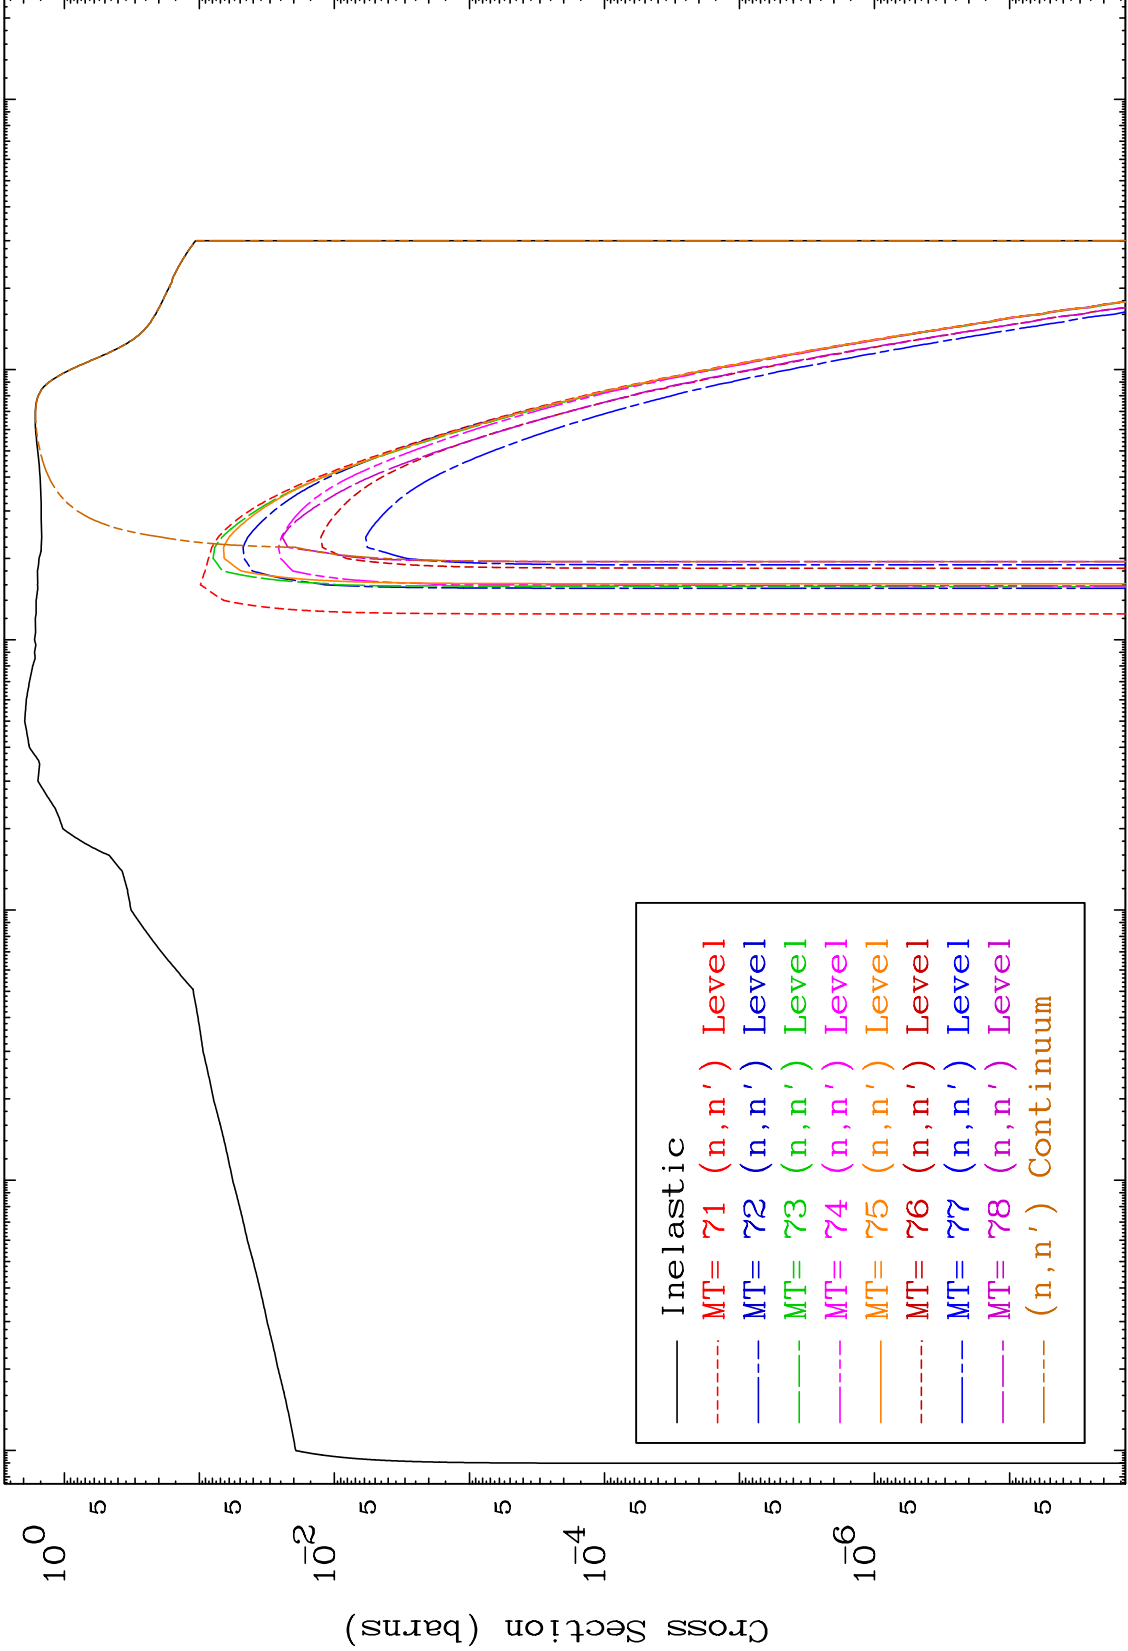 Cross Section (barns)
10^0
5
5
10^-2
5
5
10^-4
5
5
10^-6
5
5
Inelastic
MT= 71 (n,n') Level
MT= 72 (n,n') Level
MT= 73 (n,n') Level
MT= 74 (n,n') Level
MT= 75 (n,n') Level
MT= 76 (n,n') Level
MT= 77 (n,n') Level
MT= 78 (n,n') Level
(n,n') Continuum